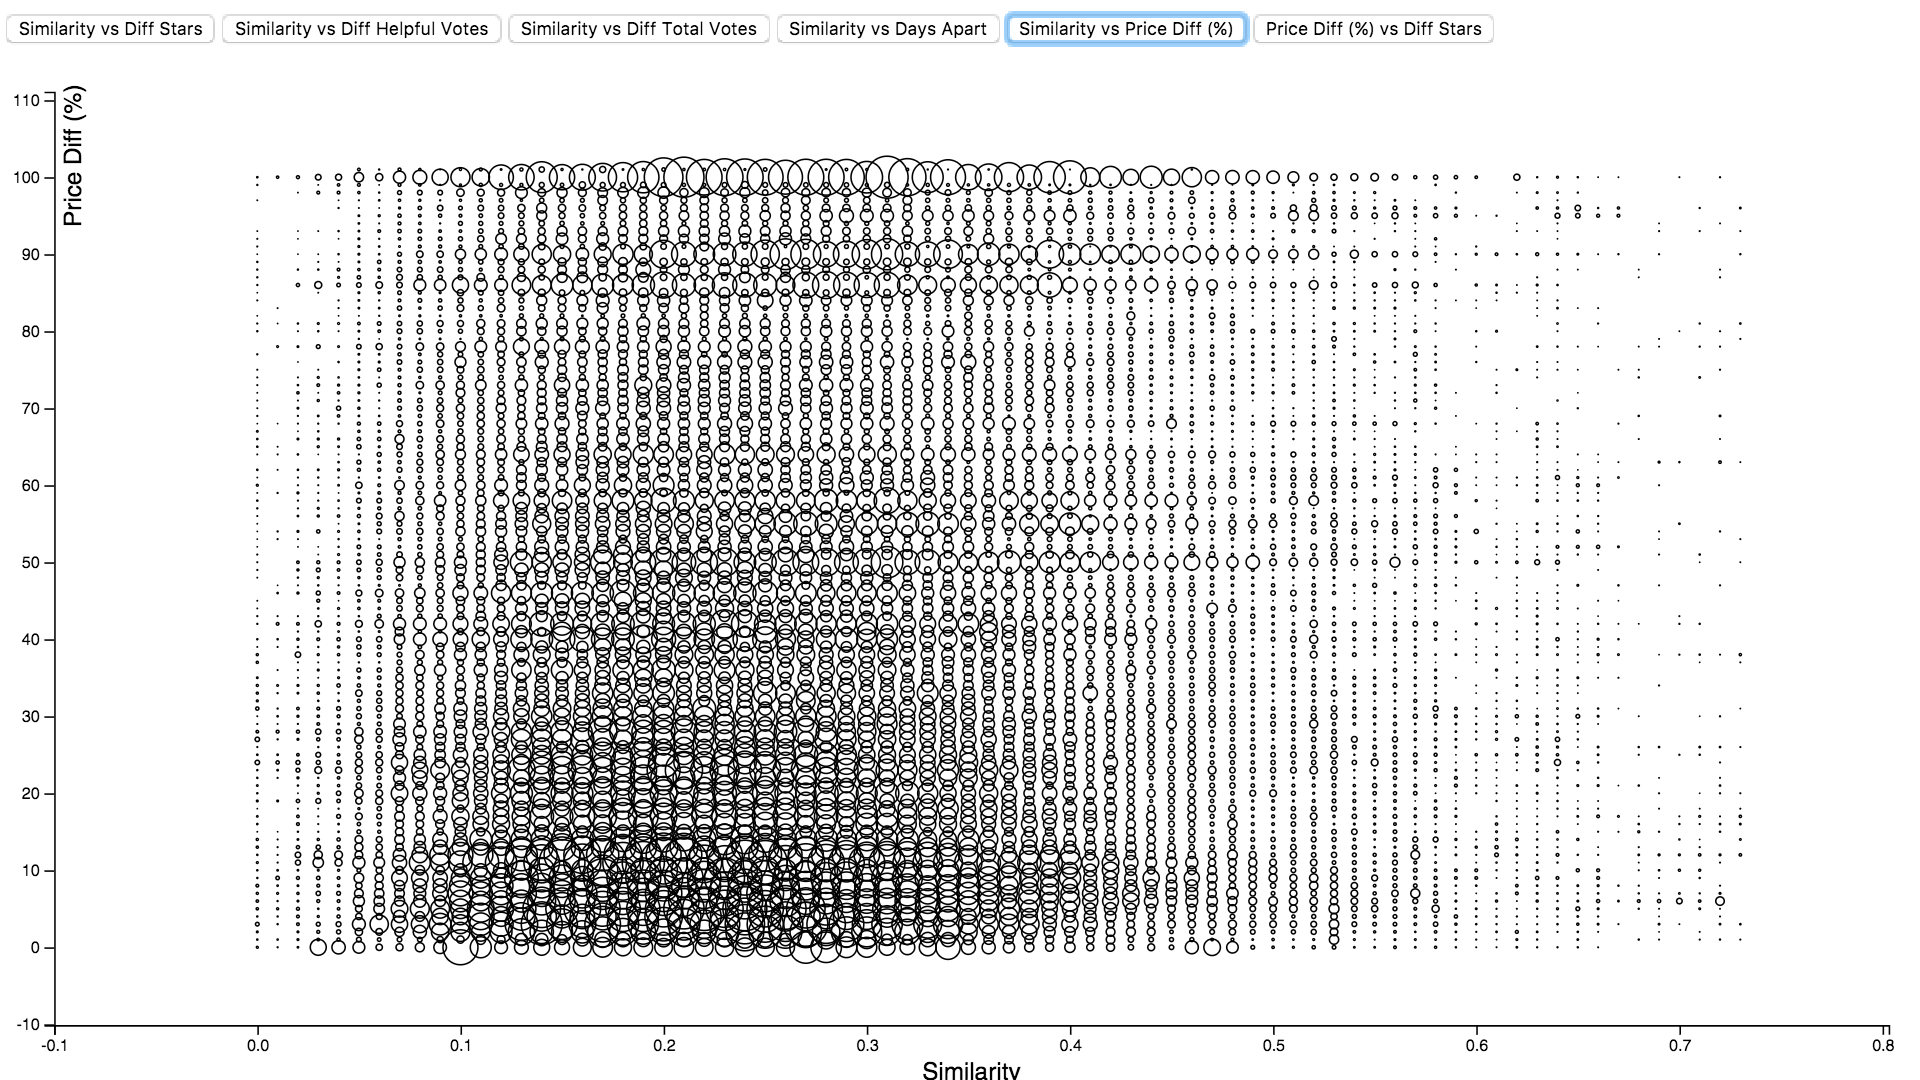 Similarity vs Diff Stars
Similarity vs Diff Helpful Votes
Similarity vs Diff Total Votes
Similarity vs Days Apart
Similarity vs Price Diff (%)
Price Diff (%) vs Diff Stars
Price Diff (%)
110
100
90
80
70
60
50
40
30
20
10
0
-10
-0.1
0.0
0.1
0.2
0.3
0.4
0.5
0.6
0.7
0.8
Similarity